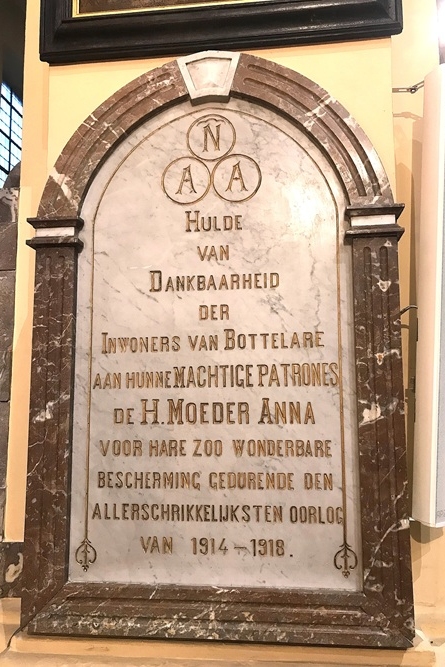 N̄
A A
Hulde
van
Dankbaarheid
der
Inwoners van Bottelare
aan hunne machtige patrones
de H. Moeder Anna
voor hare zoo wonderbare
bescherming gedurende den
allerschrikkelijksten oorlog
van 1914-1918.